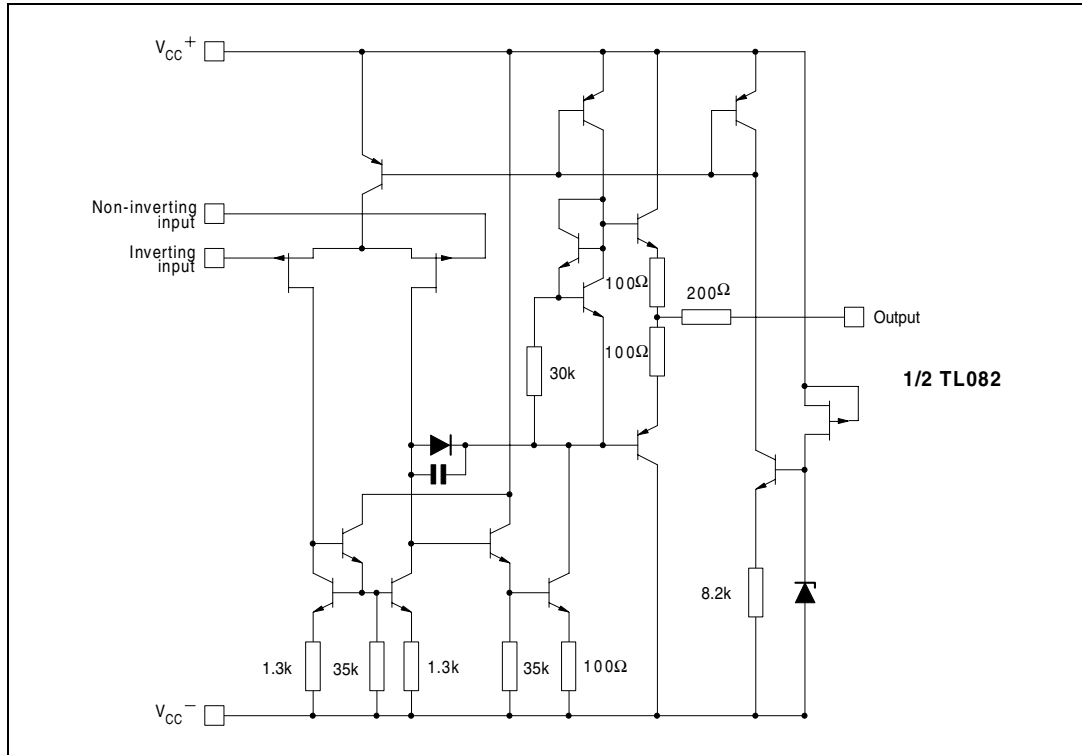 VCC+
Non-inverting
input
Inverting
input
100Ω
200Ω
Output
100Ω
30k
1/2 TL082
8.2k
1.3k
35k
1.3k
35k
100Ω
VCC−